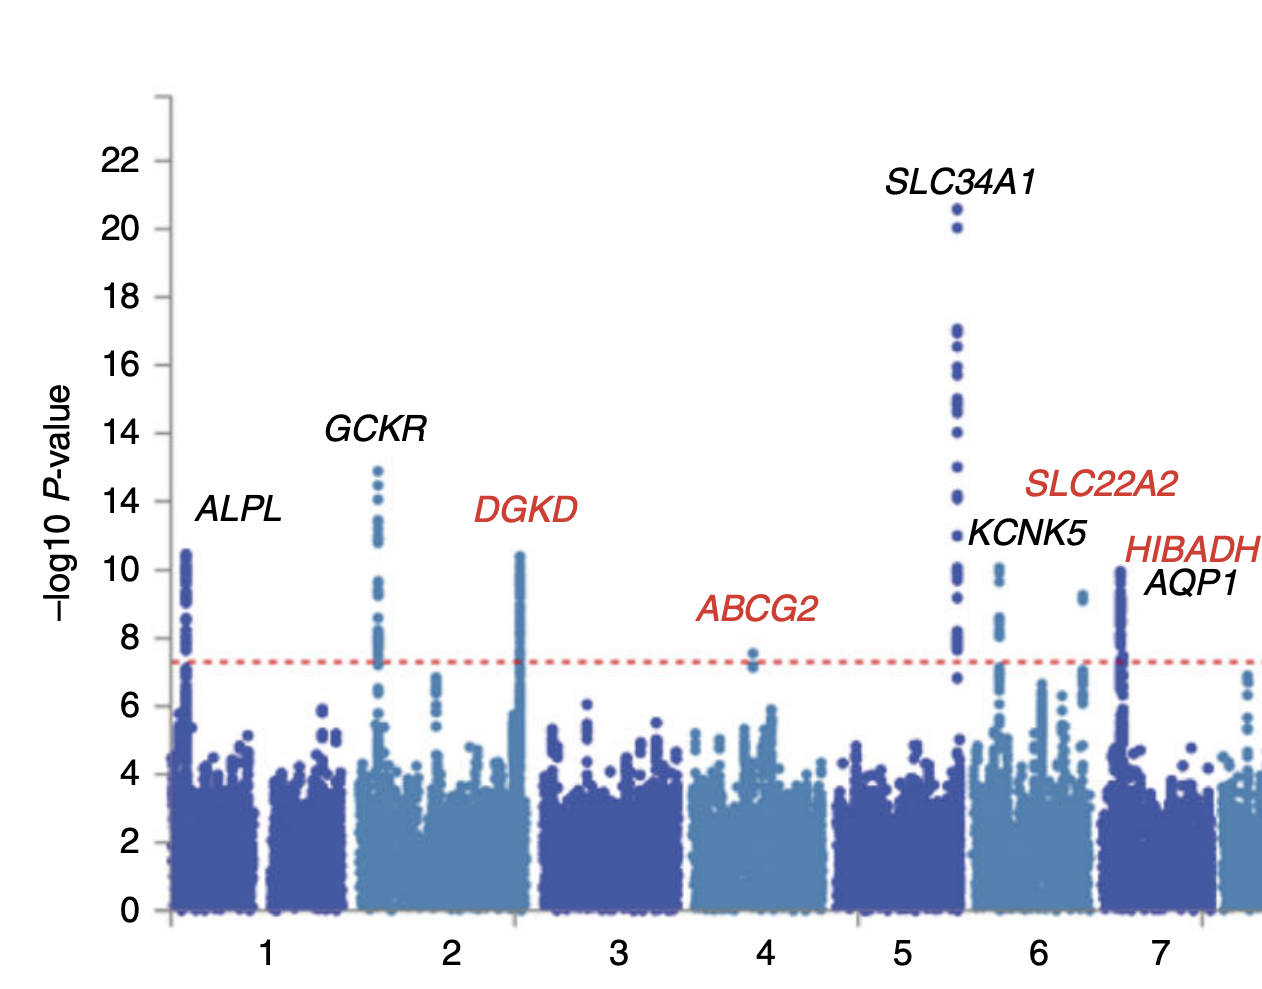 22
20
18
16
14
14
10
8
6
4
2
0
–log10 P-value
SLC34A1
GCKR
ALPL
DGKD
SLC22A2
KCNK5
HIBADH
AQP1
ABCG2
1 2 3 4 5 6 7